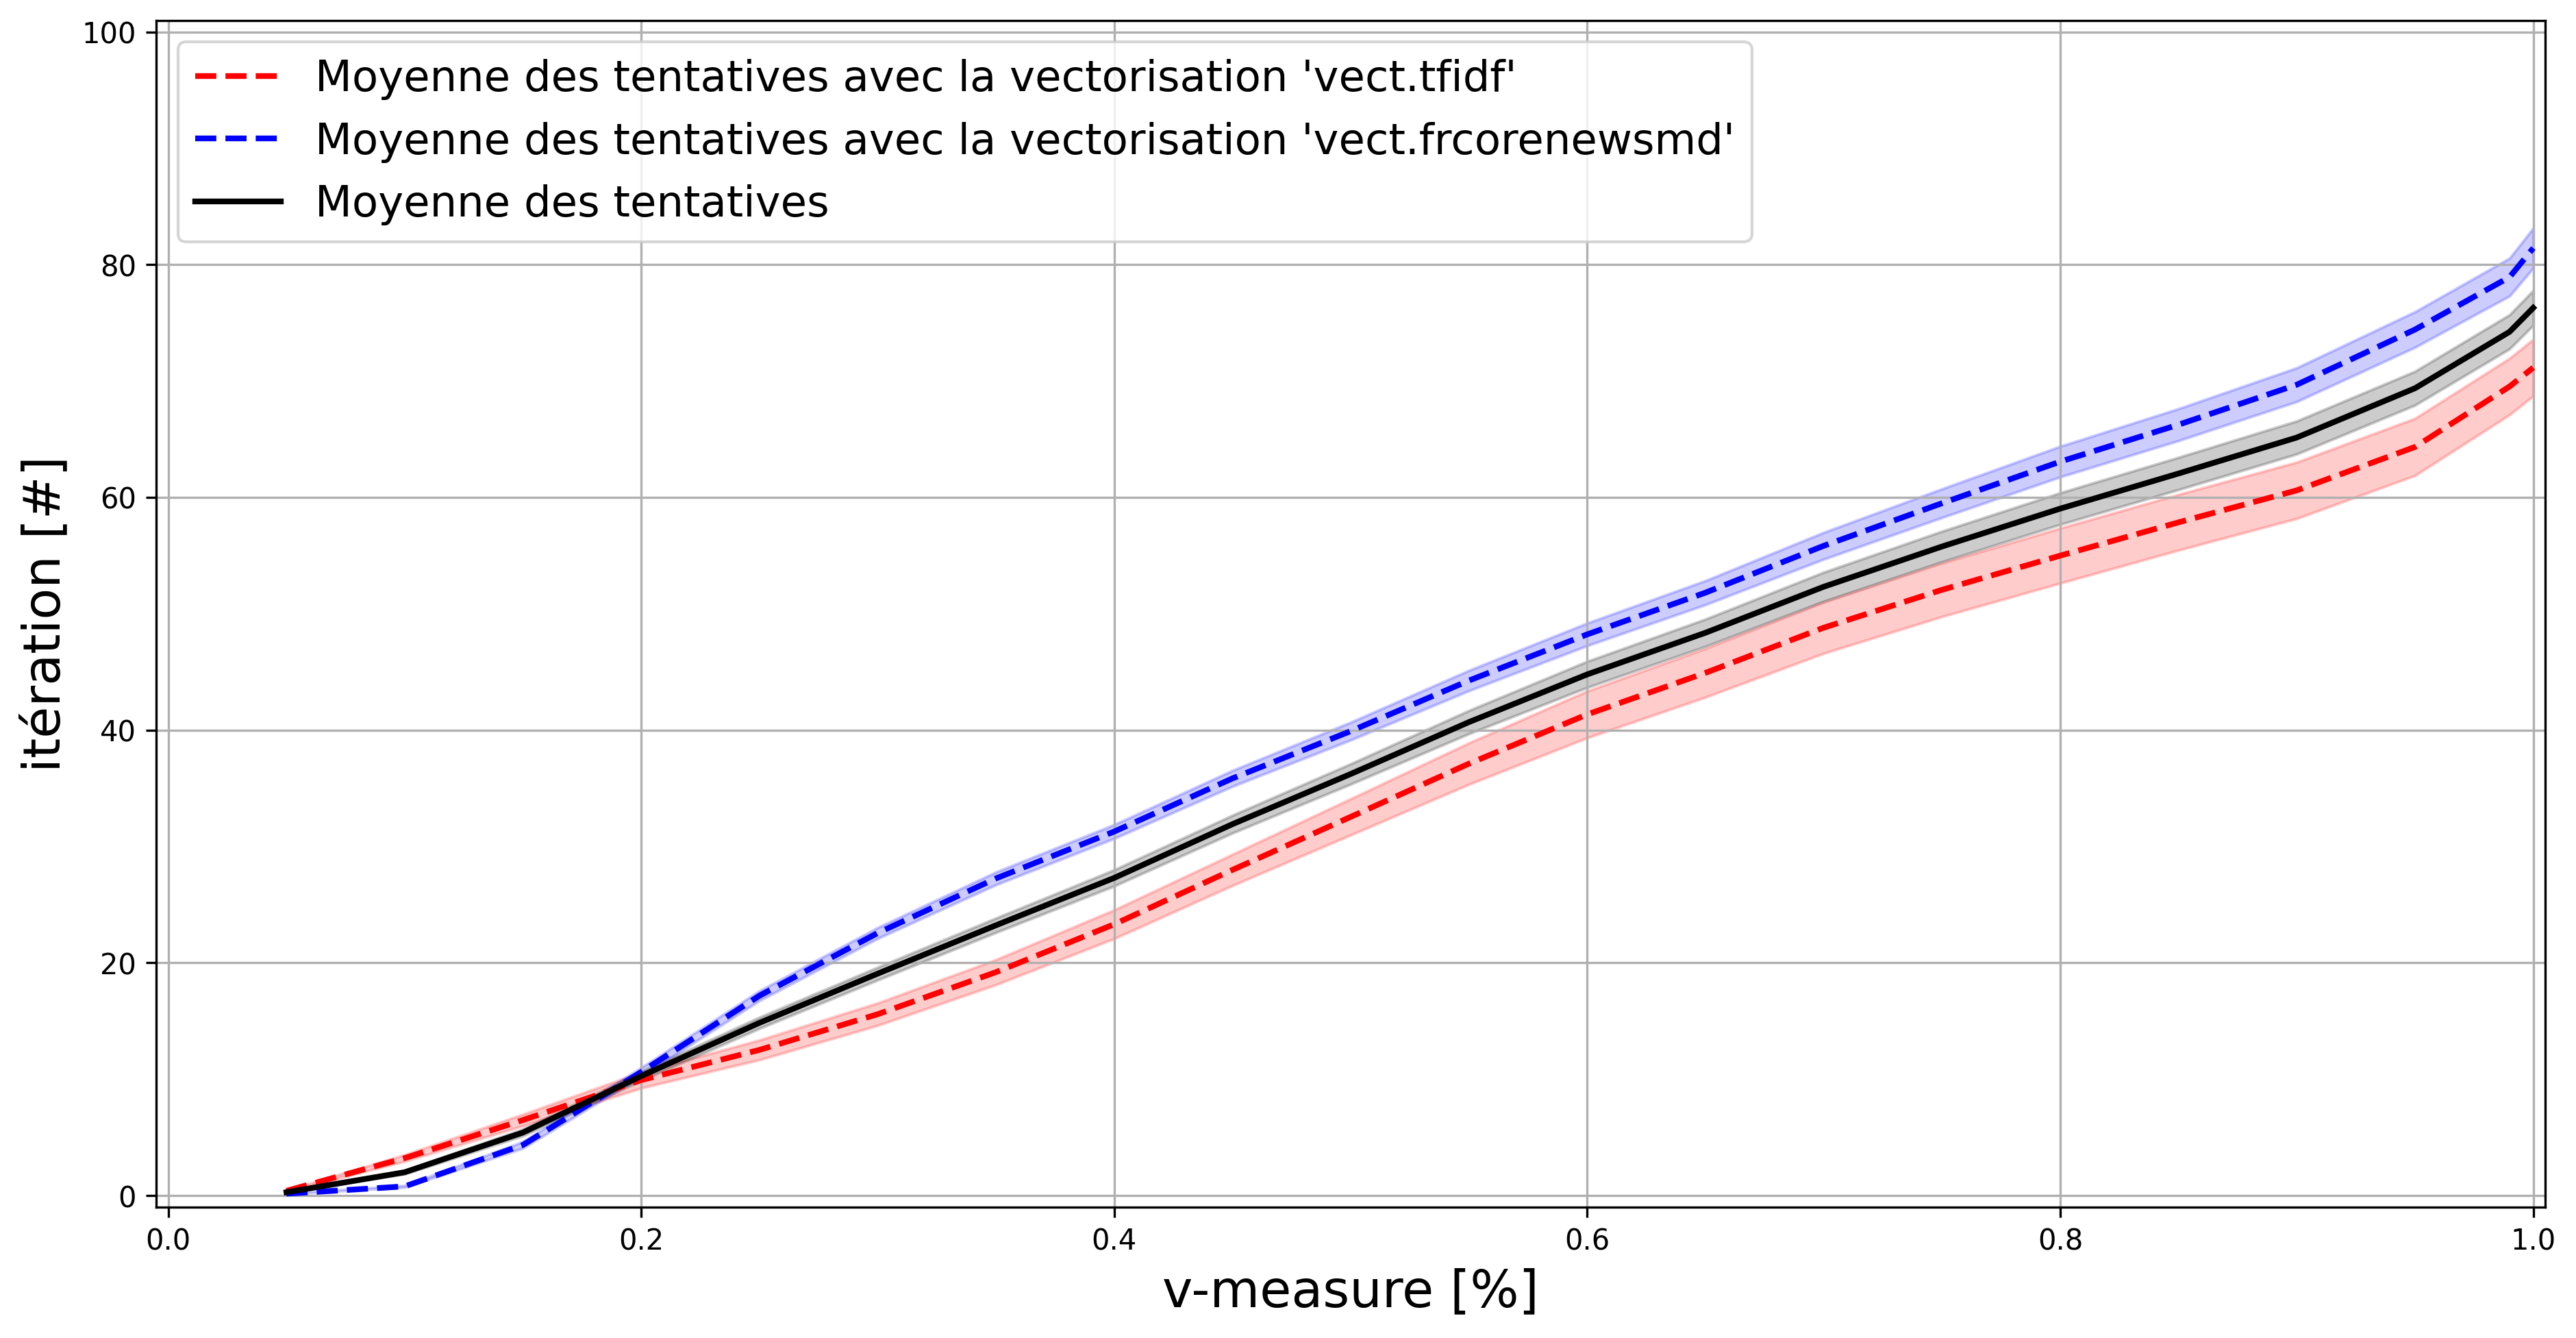 Moyenne des tentatives avec la vectorisation 'vect.tfidf'
Moyenne des tentatives avec la vectorisation 'vect.frcorenewsmd'
Moyenne des tentatives
itération [#]
100
80
60
40
20
0
0.0 0.2 0.4 0.6 0.8 1.0
v-measure [%]